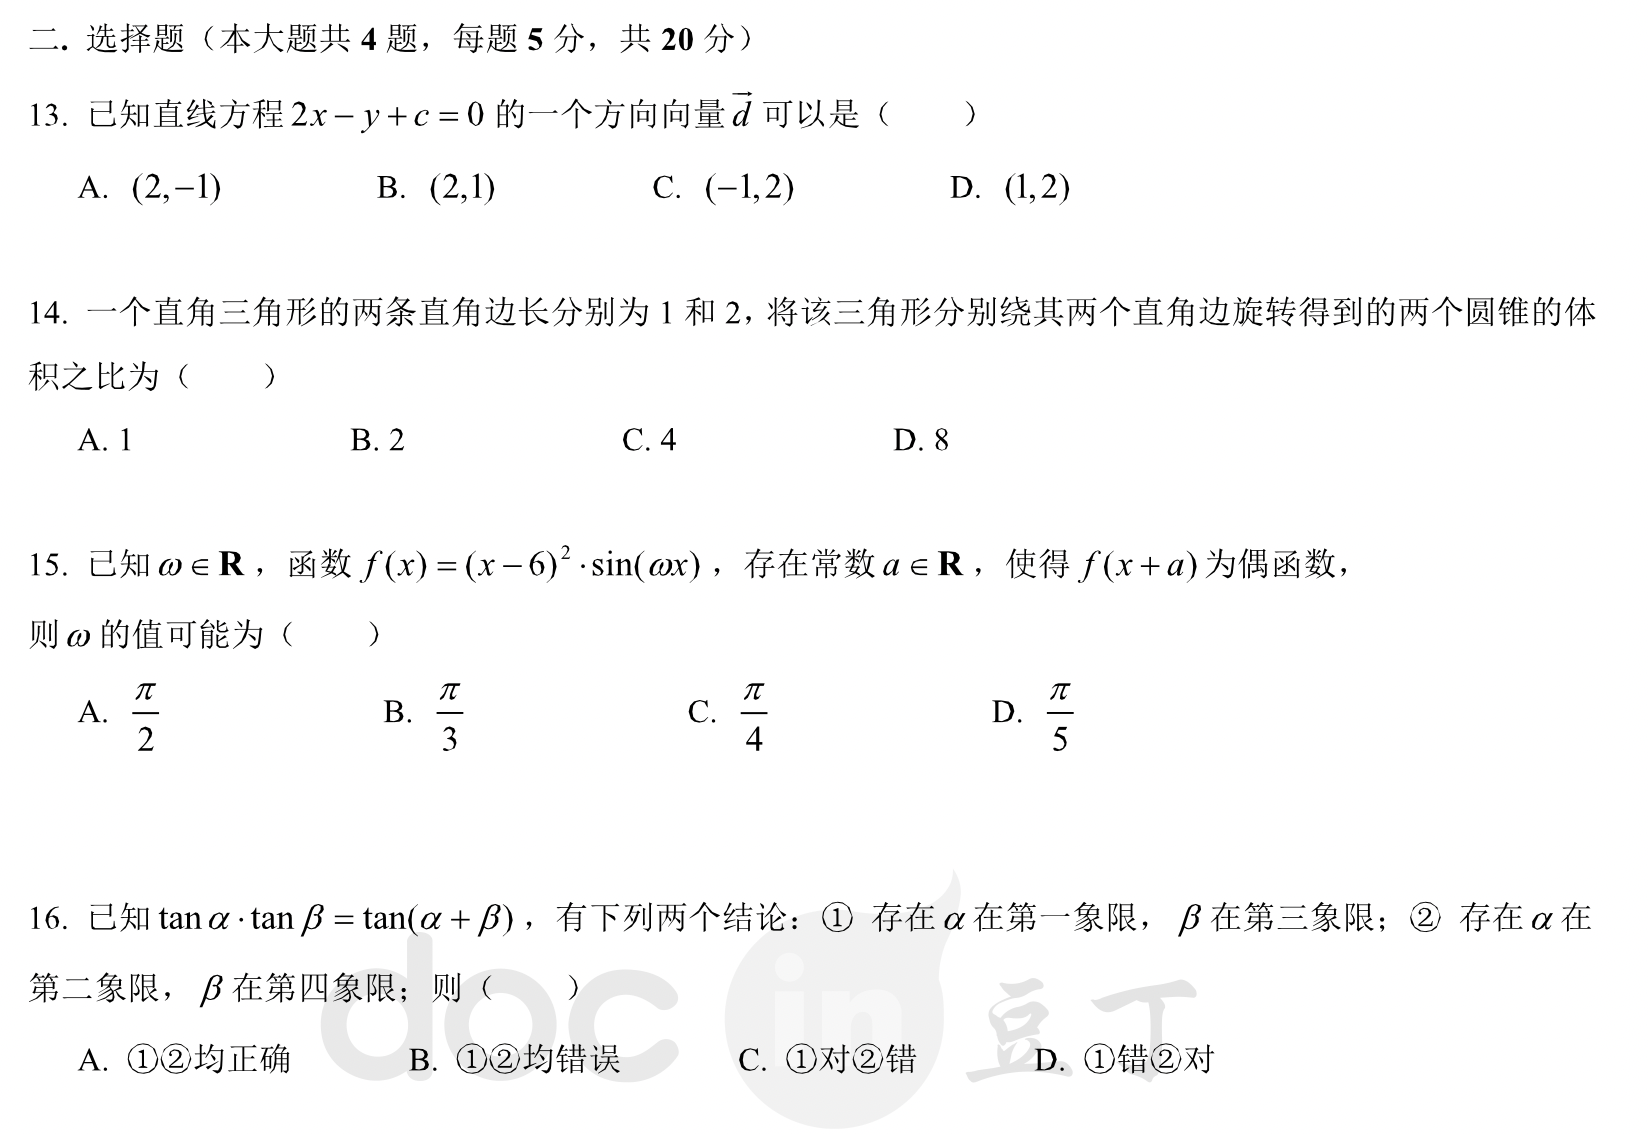 二. 选择题（本大题共 4 题，每题 5 分，共 20 分）
13. 已知直线方程 2x − y + c = 0 的一个方向向量 $\vec{d}$ 可以是（　　）
A. (2,−1)　B. (2,1)　C. (−1,2)　D. (1,2)
14. 一个直角三角形的两条直角边长分别为 1 和 2，将该三角形分别绕其两个直角边旋转得到的两个圆锥的体
积之比为（　　）
A. 1　B. 2　C. 4　D. 8
15. 已知 ω ∈ R，函数 f(x) = (x − 6)² · sin(ωx)，存在常数 a ∈ R，使得 f(x + a) 为偶函数，
则 ω 的值可能为（　　）
A. π/2　B. π/3　C. π/4　D. π/5
16. 已知 tan α · tan β = tan(α + β)，有下列两个结论：① 存在 α 在第一象限，β 在第三象限；② 存在 α 在
第二象限，β 在第四象限；则（　　）
A. ①②均正确　B. ①②均错误　C. ①对②错　D. ①错②对
docin 豆丁